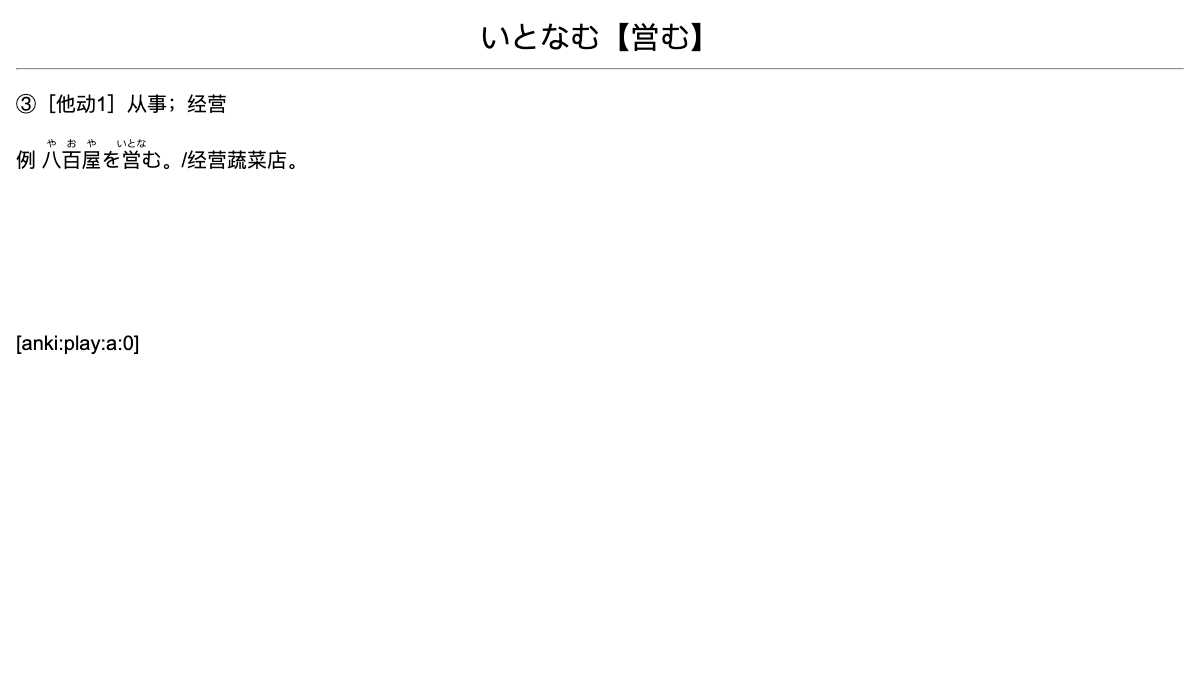 いとなむ【営む】
③［他动1］从事；经营
や お や いとな
例 八百屋を営む。/经营蔬菜店。
[anki:play:a:0]